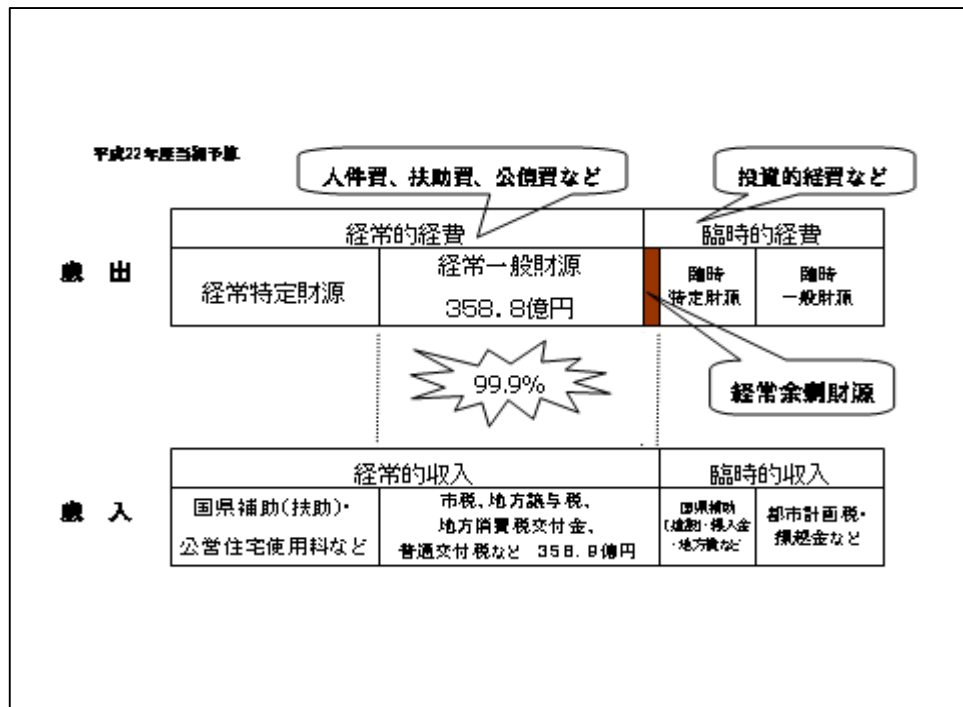 平成22年度当初予算
人件費、扶助費、公債費など
投資的経費など
経常的経費
臨時的経費
歳 出
経常特定財源
経常一般財源
358.8億円
臨時
特定財源
臨時
一般財源
99.9%
経常余剰財源
経常的収入
臨時的収入
歳 入
国県補助(扶助)・
公営住宅使用料など
市税、地方譲与税、
地方消費税交付金、
普通交付税など 358.9億円
国県補助
(建設)・繰入金
・地方債など
都市計画税・
繰越金など